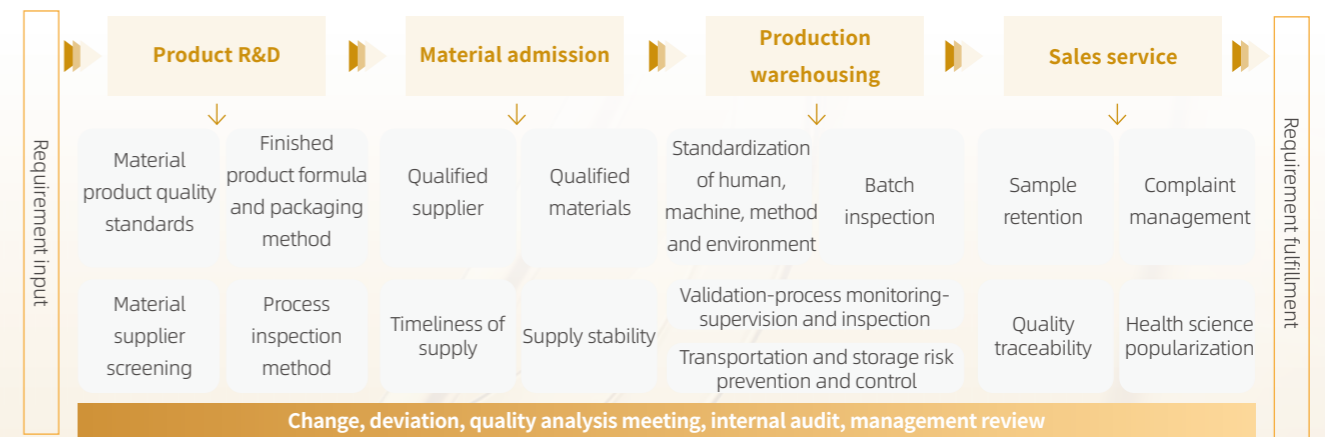 Requirement input
Product R&D
Material admission
Production
warehousing
Sales service
Material
product quality
standards
Finished
product formula
and packaging
method
Qualified
supplier
Qualified
materials
Standardization
of human,
machine, method
and environment
Batch
inspection
Sample
retention
Complaint
management
Material
supplier
screening
Process
inspection
method
Timeliness of
supply
Supply stability
Validation-process monitoring-
supervision and inspection
Transportation and storage risk
prevention and control
Quality
traceability
Health science
popularization
Change, deviation, quality analysis meeting, internal audit, management review
Requirement fulfillment